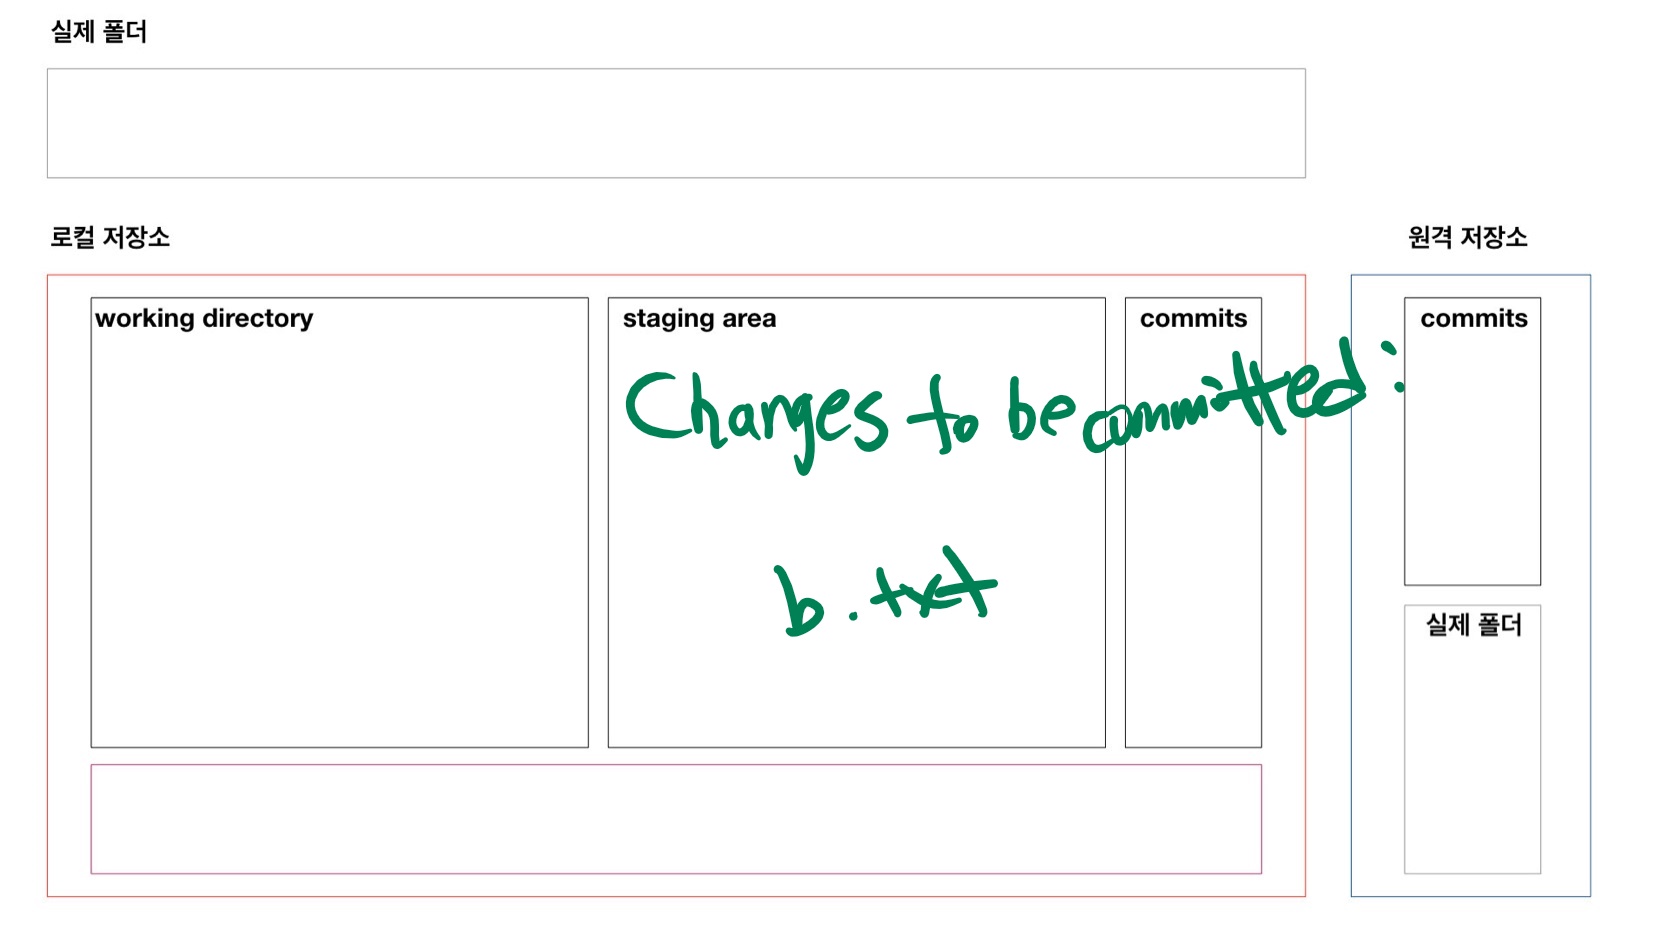 실제 폴더
로컬 저장소
원격 저장소
working directory
staging area
commits
commits
Changes to be committed:
b.txt
실제 폴더